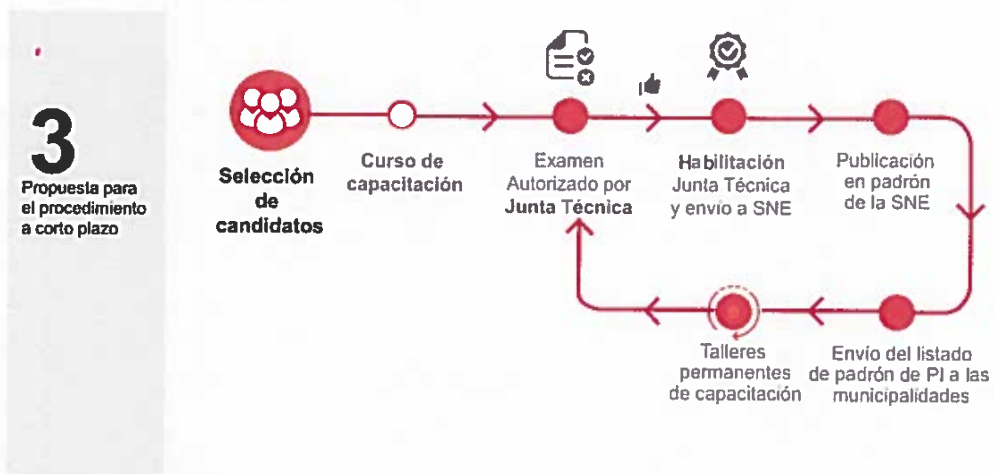 3
Propuesta para
el procedimiento
a corto plazo
Selección
de
candidatos
Curso de
capacitación
Examen
Autorizado por
Junta Técnica
Habilitación
Junta Técnica
y envio a SNE
Publicación
en padrón
de la SNE
Talleres
permanentes
de capacitación
Envío del listado
de padrón de PI a las
municipalidades